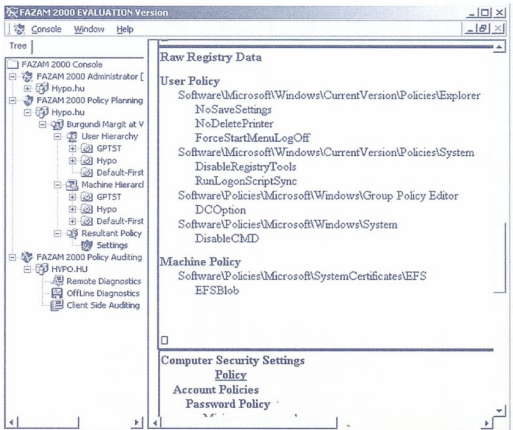 FAZAM 2000 EVALUATION Version
Console Window Help
Tree
FAZAM 2000 Console
FAZAM 2000 Administrator [
Hypo.hu
FAZAM 2000 Policy Planning
Hypo.hu
Burgundi Margit at V
User Hierarchy
GPTST
Hypo
Default-First
Machine Hierarcl
GPTST
Hypo
Default-First
Resultant Policy
Settings
FAZAM 2000 Policy Auditing
HYPO.HU
Remote Diagnostics
OffLine Diagnostics
Client Side Auditing
Raw Registry Data
User Policy
Software\Microsoft\Windows\CurrentVersion\Policies\Explorer
NoSaveSettings
NoDeletePrinter
ForceStartMenuLogOff
Software\Microsoft\Windows\CurrentVersion\Policies\System
DisableRegistryTools
RunLogonScriptSync
Software\Policies\Microsoft\Windows\Group Policy Editor
DCOption
Software\Policies\Microsoft\Windows\System
DisableCMD
Machine Policy
Software\Policies\Microsoft\SystemCertificates\EFS
EFSBlob
Computer Security Settings
Policy
Account Policies
Password Policy